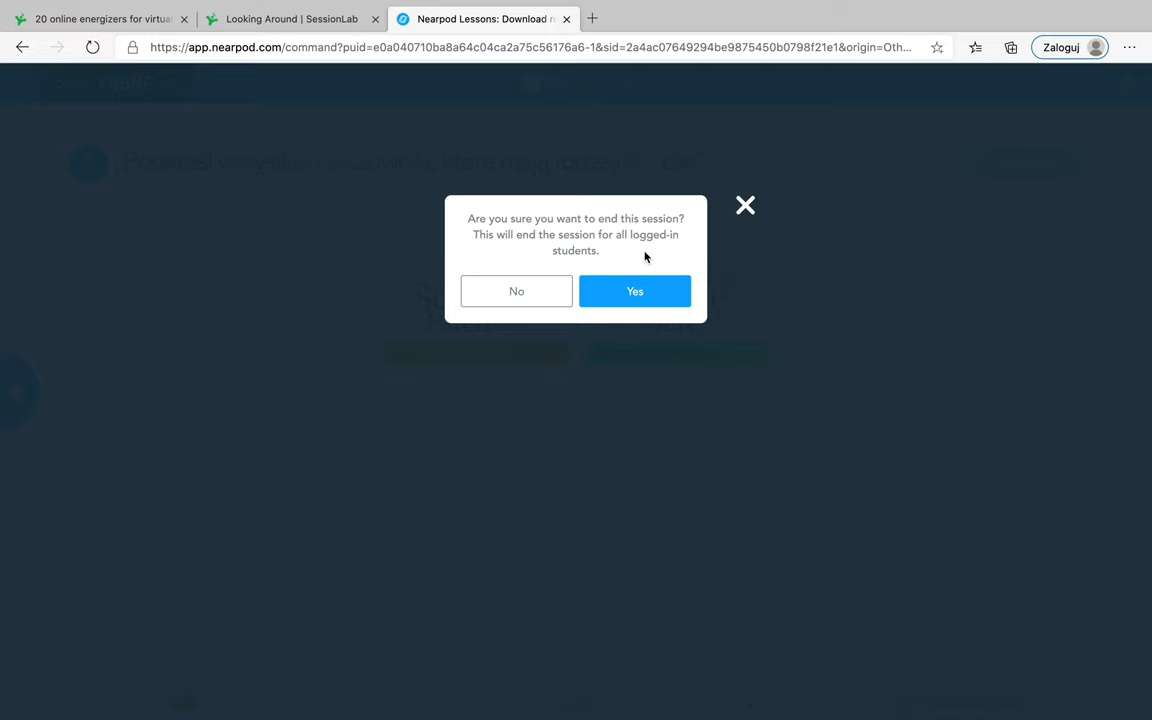 20 online energizers for virtua
Looking Around | SessionLab
Nearpod Lessons: Download r
https://app.nearpod.com/command?puid=e0a040710ba8a64c04ca2a75c56176a6-1&sid=2a4ac07649294be9875450b0798f21e1&origin=Oth...
Zaloguj
Are you sure you want to end this session?
This will end the session for all logged-in
students.
No
Yes